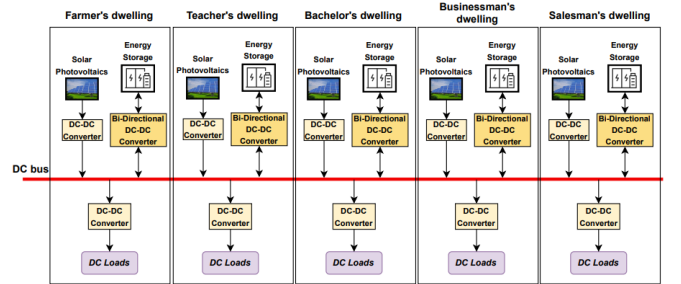 Farmer's dwelling
Teacher's dwelling
Bachelor's dwelling
Businessman's
dwelling
Salesman's dwelling
Solar
Photovoltaics
Energy
Storage
DC-DC
Converter
Bi-Directional
DC-DC
Converter
Solar
Photovoltaics
Energy
Storage
DC-DC
Converter
Bi-Directional
DC-DC
Converter
Solar
Photovoltaics
Energy
Storage
DC-DC
Converter
Bi-Directional
DC-DC
Converter
Solar
Photovoltaics
Energy
Storage
DC-DC
Converter
Bi-Directional
DC-DC
Converter
Solar
Photovoltaics
Energy
Storage
DC-DC
Converter
Bi-Directional
DC-DC
Converter
DC bus
DC-DC
Converter
DC Loads
DC-DC
Converter
DC Loads
DC-DC
Converter
DC Loads
DC-DC
Converter
DC Loads
DC-DC
Converter
DC Loads